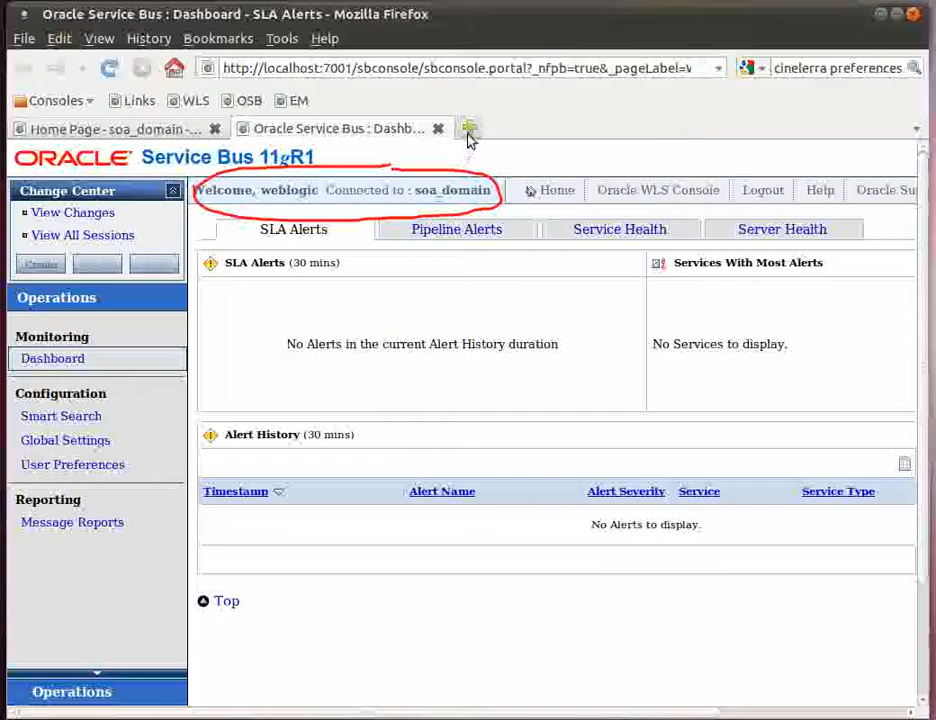 Oracle Service Bus : Dashboard - SLA Alerts - Mozilla Firefox
File Edit View History Bookmarks Tools Help
http://localhost:7001/sbconsole/sbconsole.portal?_nfpb=true&_pageLabel= cinelerra preferences
Consoles Links WLS OSB EM
Home Page - soa_domain -... Oracle Service Bus : Dashb...
ORACLE Service Bus 11gR1
Change Center
Welcome, weblogic Connected to : soa_domain Home Oracle WLS Console Logout Help Oracle Su
View Changes
View All Sessions
Create
SLA Alerts Pipeline Alerts Service Health Server Health
SLA Alerts (30 mins) Services With Most Alerts
Operations
Monitoring
No Alerts in the current Alert History duration No Services to display.
Dashboard
Configuration
Smart Search
Alert History (30 mins)
Global Settings
User Preferences
Timestamp Alert Name Alert Severity Service Service Type
Reporting
Message Reports
No Alerts to display.
Top
Operations